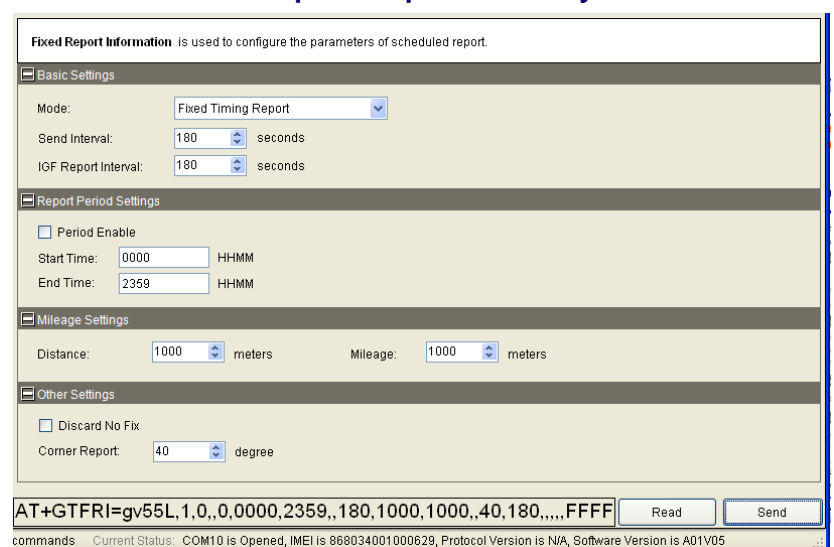 Fixed Report Information is used to configure the parameters of scheduled report.
Basic Settings
Mode: Fixed Timing Report
Send Interval: 180 seconds
IGF Report Interval: 180 seconds
Report Period Settings
Period Enable
Start Time: 0000 HHMM
End Time: 2359 HHMM
Mileage Settings
Distance: 1000 meters Mileage: 1000 meters
Other Settings
Discard No Fix
Corner Report: 40 degree
AT+GTFRI=gv55L,1,0,,0,0000,2359,,180,1000,1000,,40,180,,,,,FFFF Read Send
commands Current Status: COM10 is Opened, IMEI is 868034001000629, Protocol Version is N/A, Software Version is A01V05